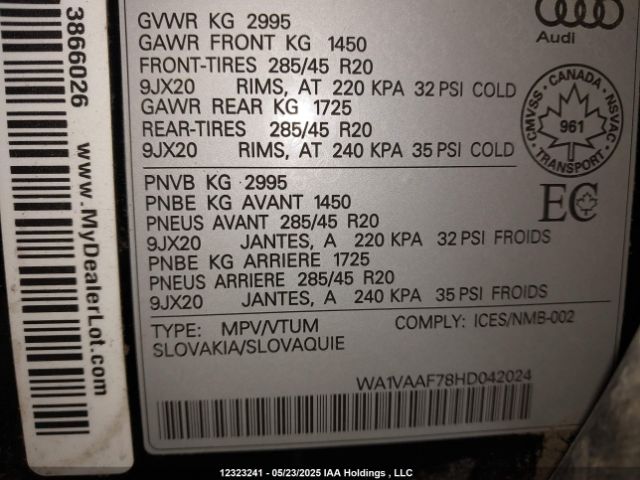 GVWR KG 2995
GAWR FRONT KG 1450
FRONT-TIRES 285/45 R20
9JX20 RIMS, AT 220 KPA 32 PSI COLD
GAWR REAR KG 1725
REAR-TIRES 285/45 R20
9JX20 RIMS, AT 240 KPA 35 PSI COLD
Audi
CMVSS - CANADA - NSVAC
961
TRANSPORT
PNVB KG 2995
PNBE KG AVANT 1450
PNEUS AVANT 285/45 R20
9JX20 JANTES, A 220 KPA 32 PSI FROIDS
PNBE KG ARRIERE 1725
PNEUS ARRIERE 285/45 R20
9JX20 JANTES, A 240 KPA 35 PSI FROIDS
EC
TYPE: MPV/VTUM COMPLY: ICES/NMB-002
SLOVAKIA/SLOVAQUIE
WA1VAAF78HD042024
3866026
www.MyDealerLot.com
12323241 - 05/23/2025 IAA Holdings , LLC